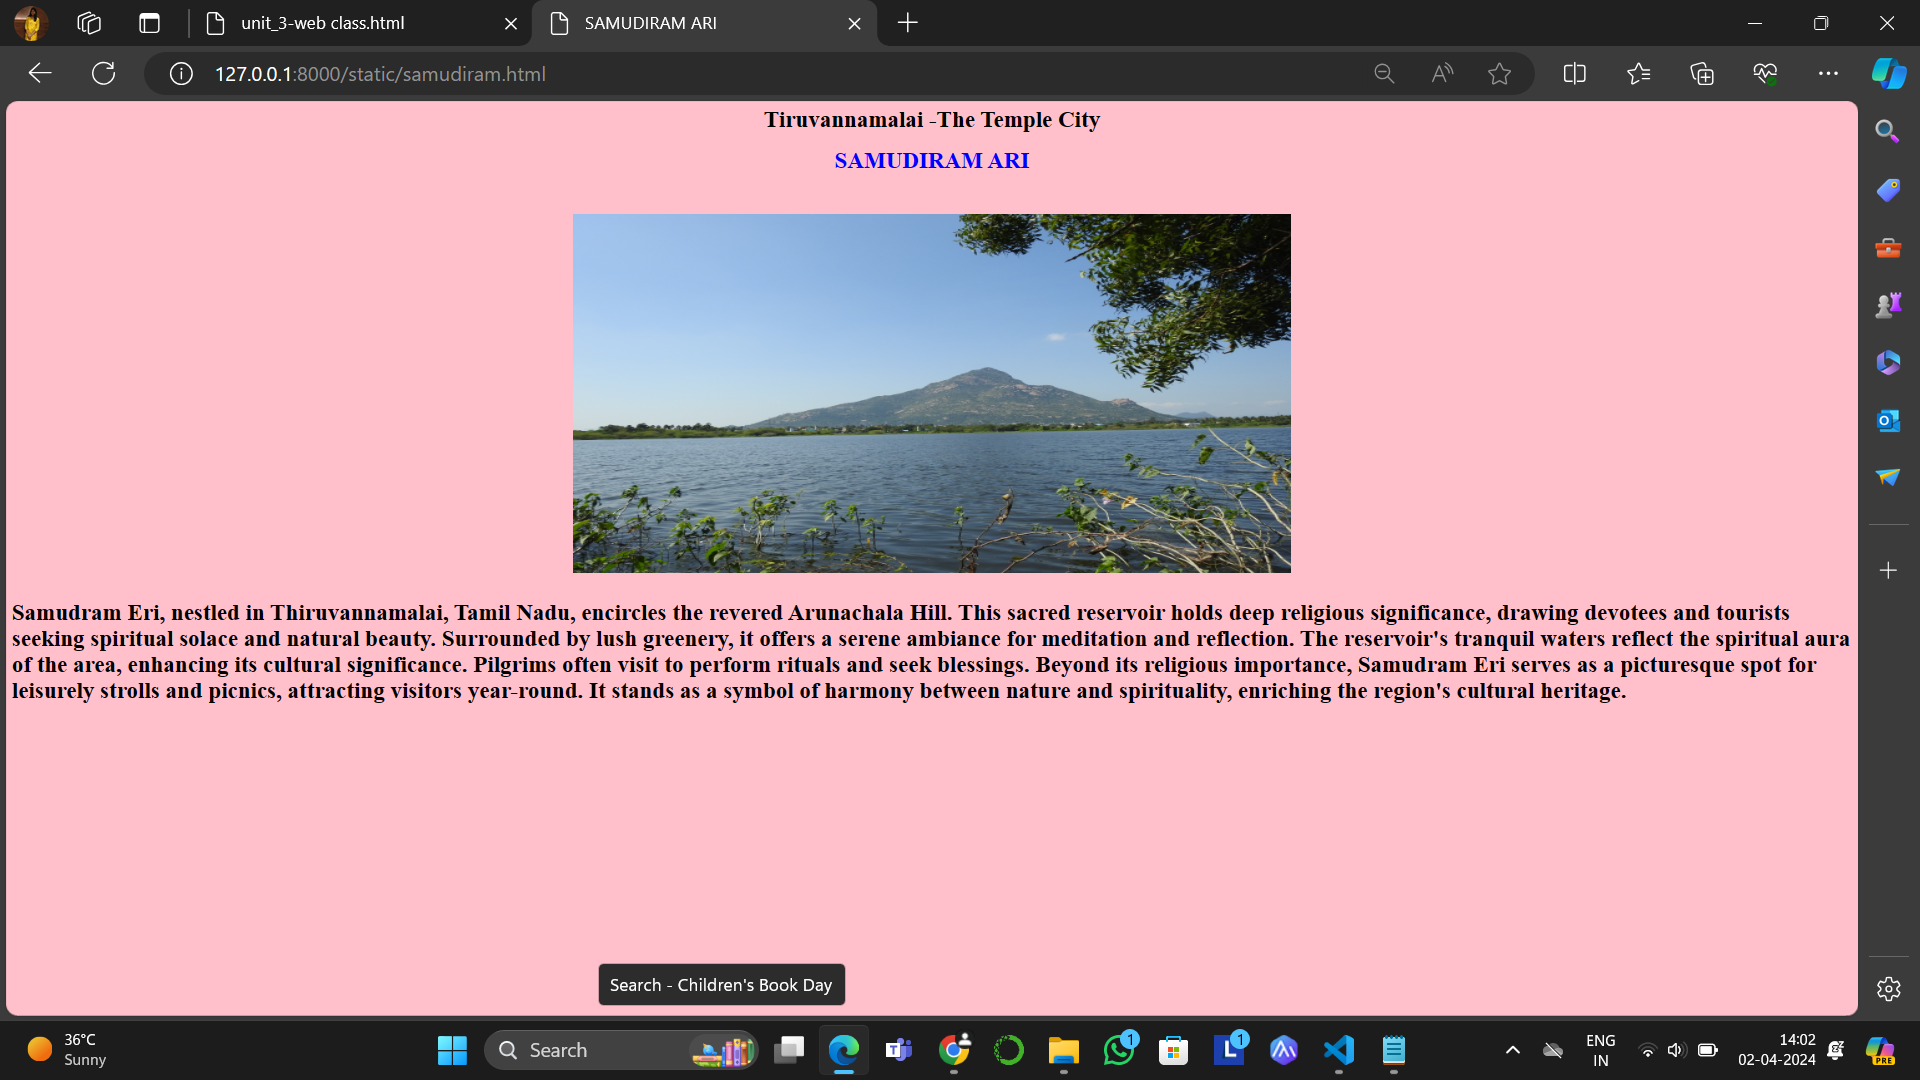 unit_3-web class.html
SAMUDIRAM ARI
127.0.0.1:8000/static/samudiram.html
Tiruvannamalai -The Temple City
SAMUDIRAM ARI
Samudram Eri, nestled in Thiruvannamalai, Tamil Nadu, encircles the revered Arunachala Hill. This sacred reservoir holds deep religious significance, drawing devotees and tourists
seeking spiritual solace and natural beauty. Surrounded by lush greenery, it offers a serene ambiance for meditation and reflection. The reservoir's tranquil waters reflect the spiritual aura
of the area, enhancing its cultural significance. Pilgrims often visit to perform rituals and seek blessings. Beyond its religious importance, Samudram Eri serves as a picturesque spot for
leisurely strolls and picnics, attracting visitors year-round. It stands as a symbol of harmony between nature and spirituality, enriching the region's cultural heritage.
Search - Children's Book Day
36°C
Sunny
Search
1
1
ENG
IN
14:02
02-04-2024
PRE